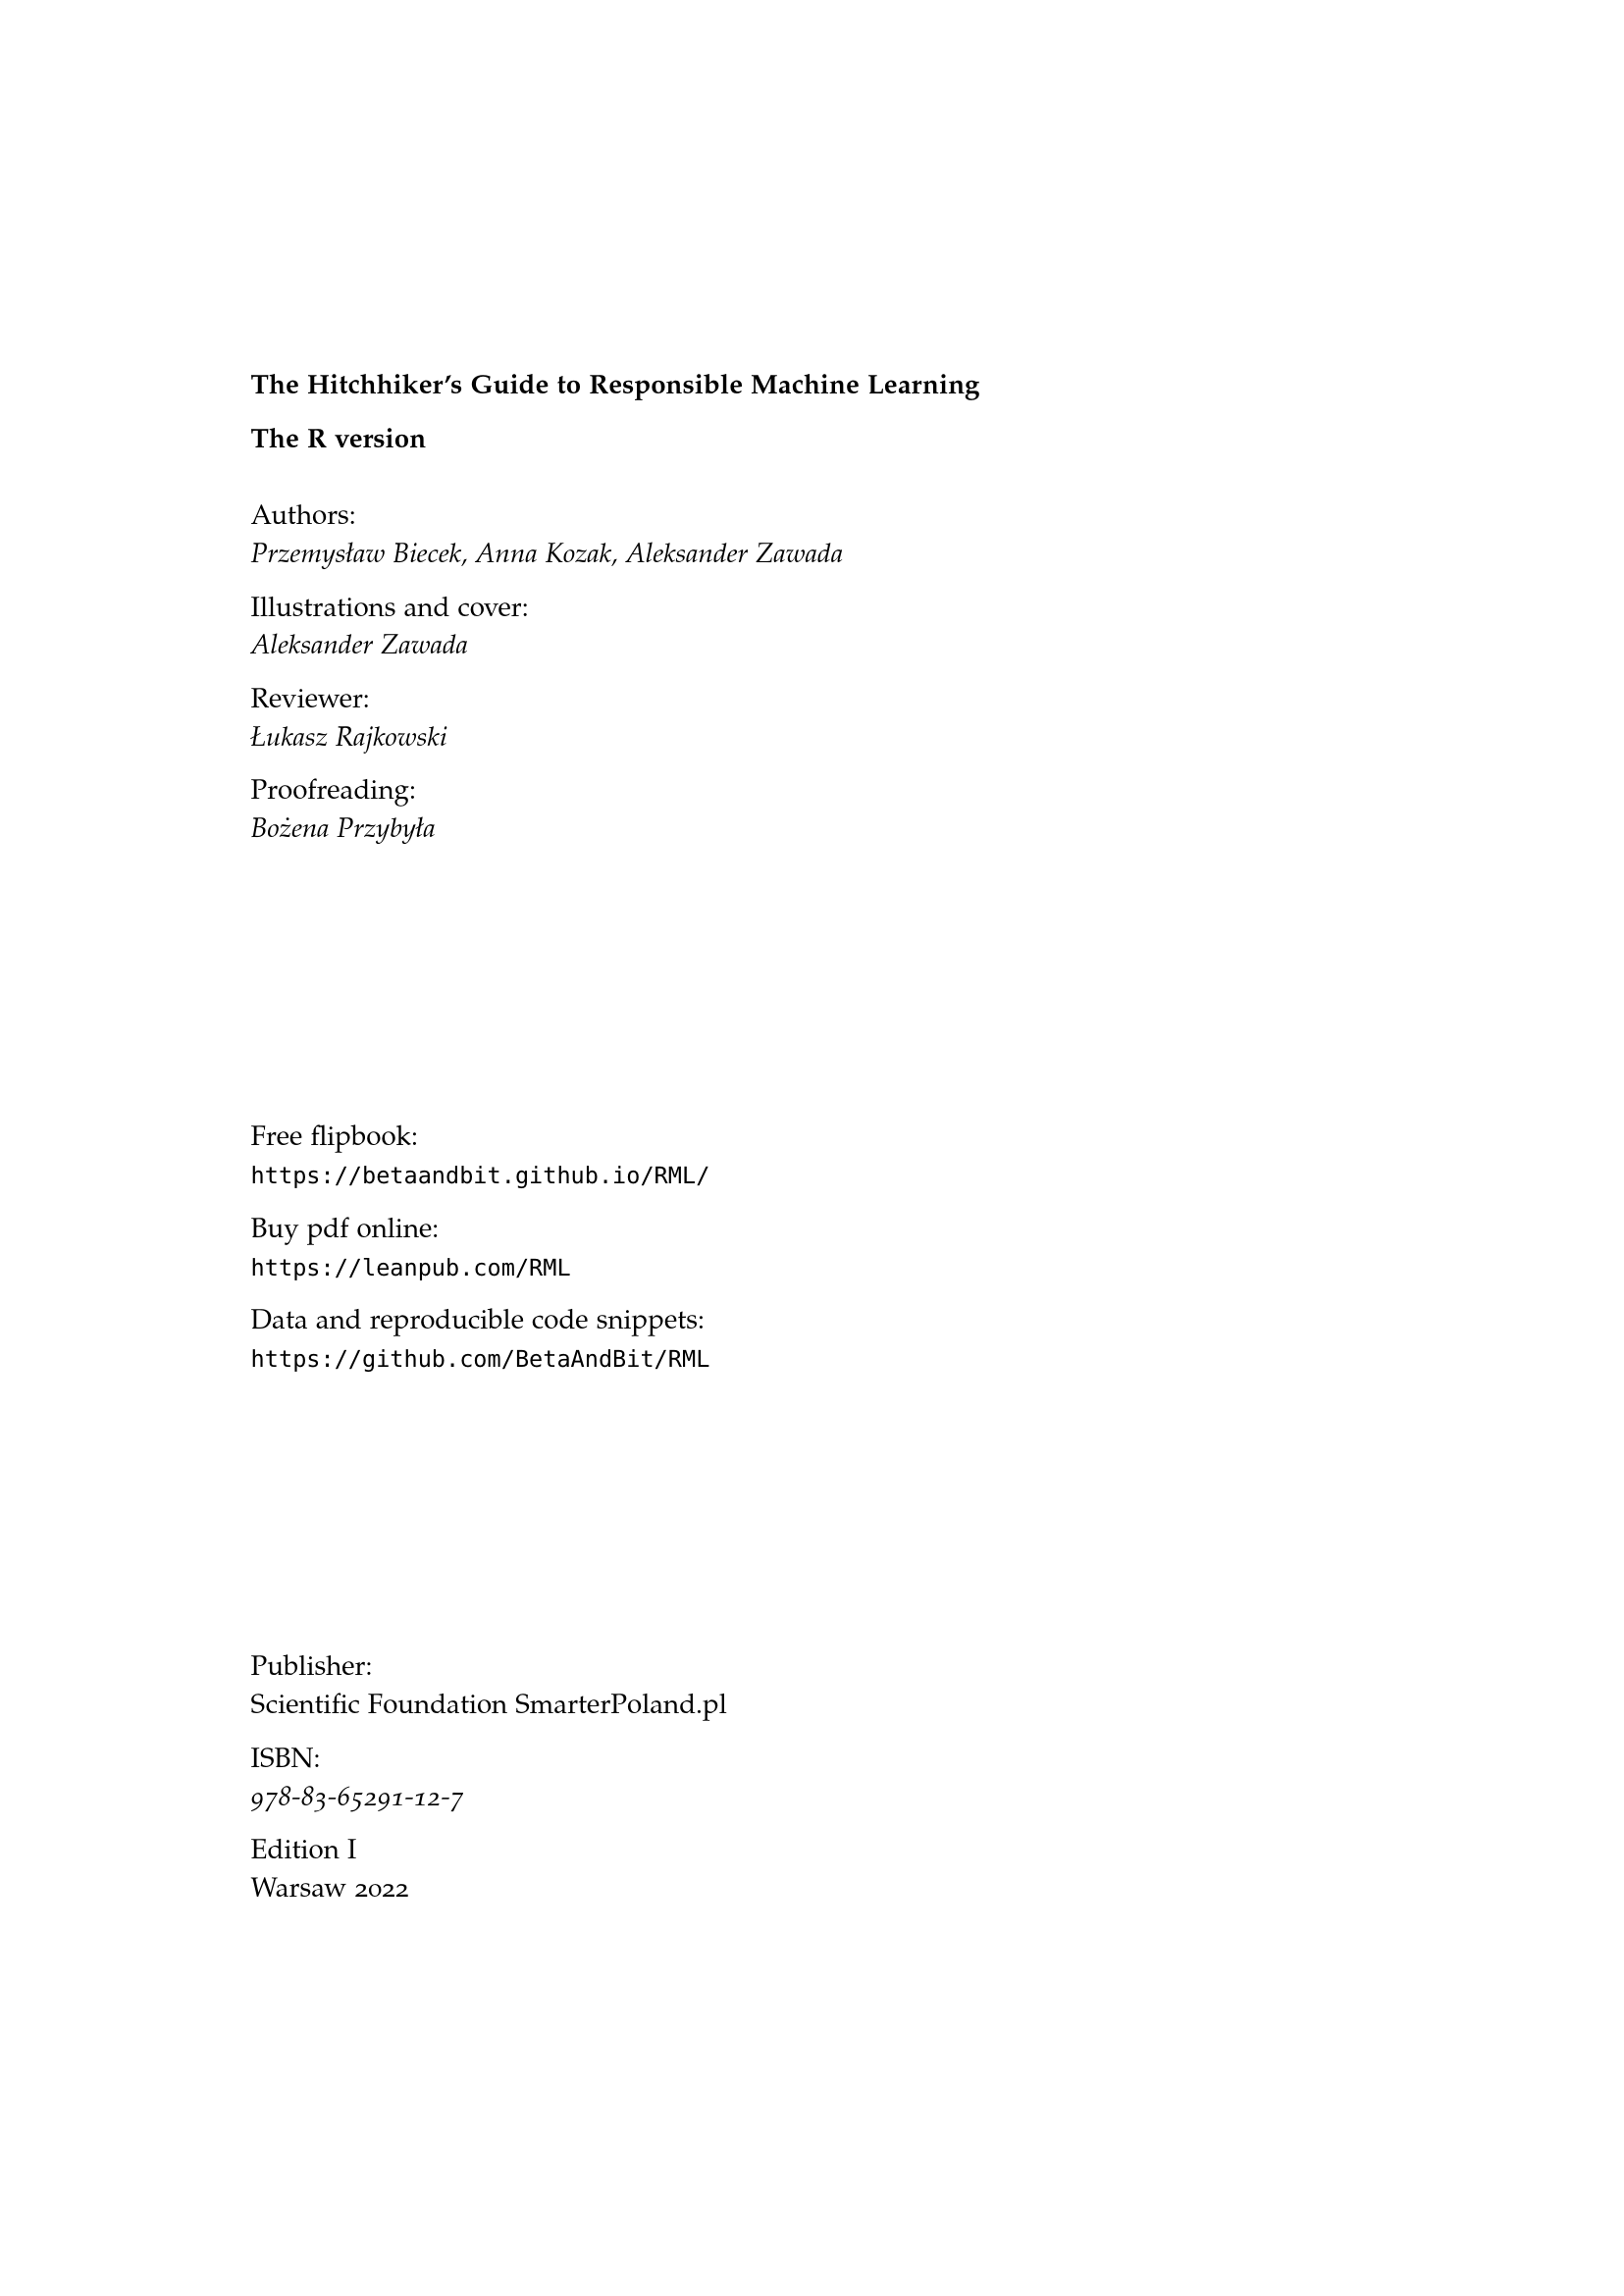 The Hitchhiker’s Guide to Responsible Machine Learning
The R version
Authors:
Przemysław Biecek, Anna Kozak, Aleksander Zawada
Illustrations and cover:
Aleksander Zawada
Reviewer:
Łukasz Rajkowski
Proofreading:
Bożena Przybyła
Free flipbook:
https://betaandbit.github.io/RML/
Buy pdf online:
https://leanpub.com/RML
Data and reproducible code snippets:
https://github.com/BetaAndBit/RML
Publisher:
Scientific Foundation SmarterPoland.pl
ISBN:
978-83-65291-12-7
Edition I
Warsaw 2022